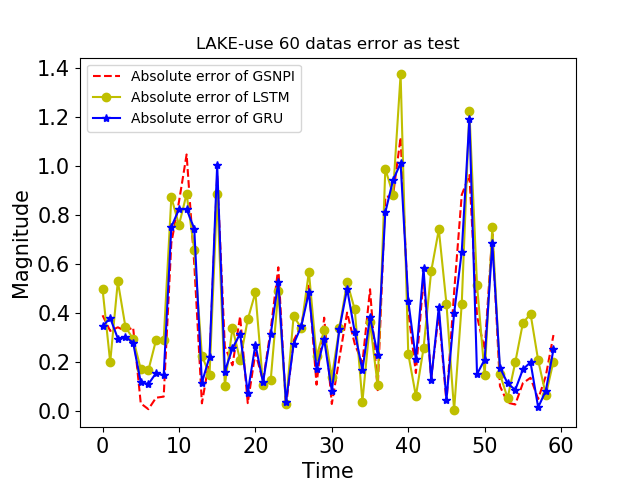 LAKE-use 60 datas error as test
Absolute error of GSNPI
Absolute error of LSTM
Absolute error of GRU
Magnitude
1.4
1.2
1.0
0.8
0.6
0.4
0.2
0.0
0 10 20 30 40 50 60
Time